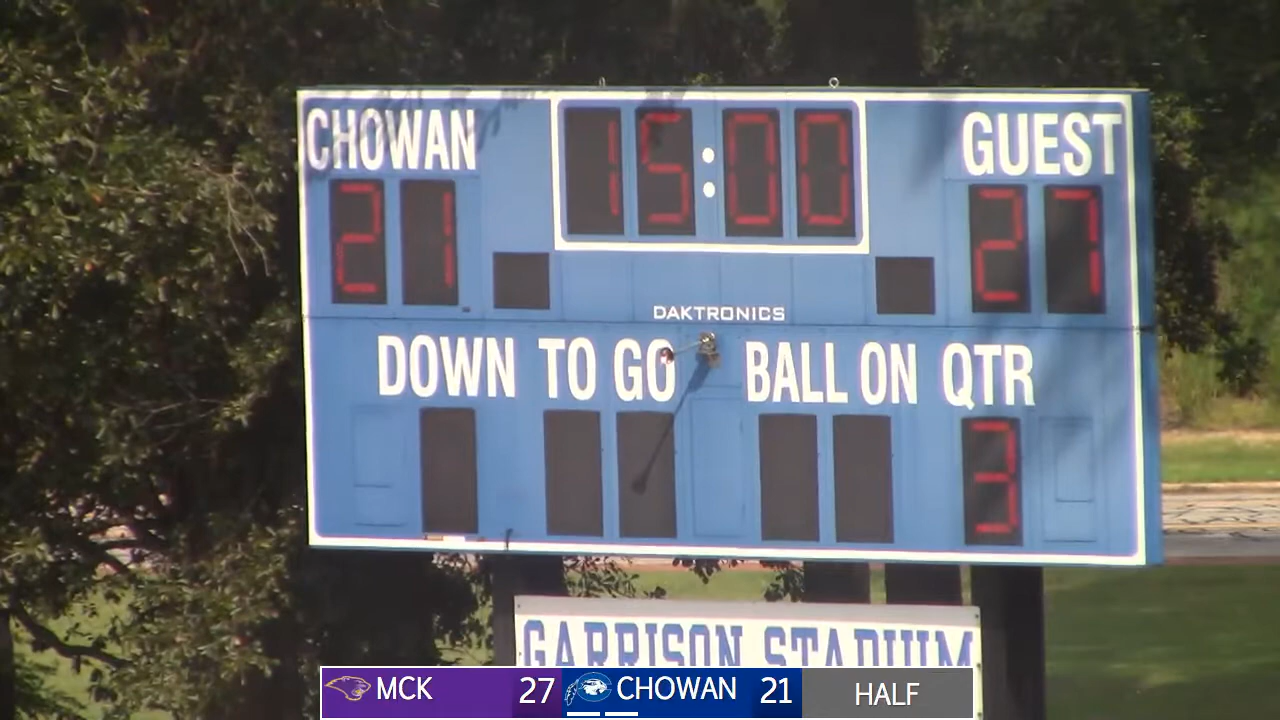 CHOWAN 15:00 GUEST
21 27
DAKTRONICS
DOWN TO GO BALL ON QTR
3
GARRISON STADIUM
MCK 27 CHOWAN 21 HALF